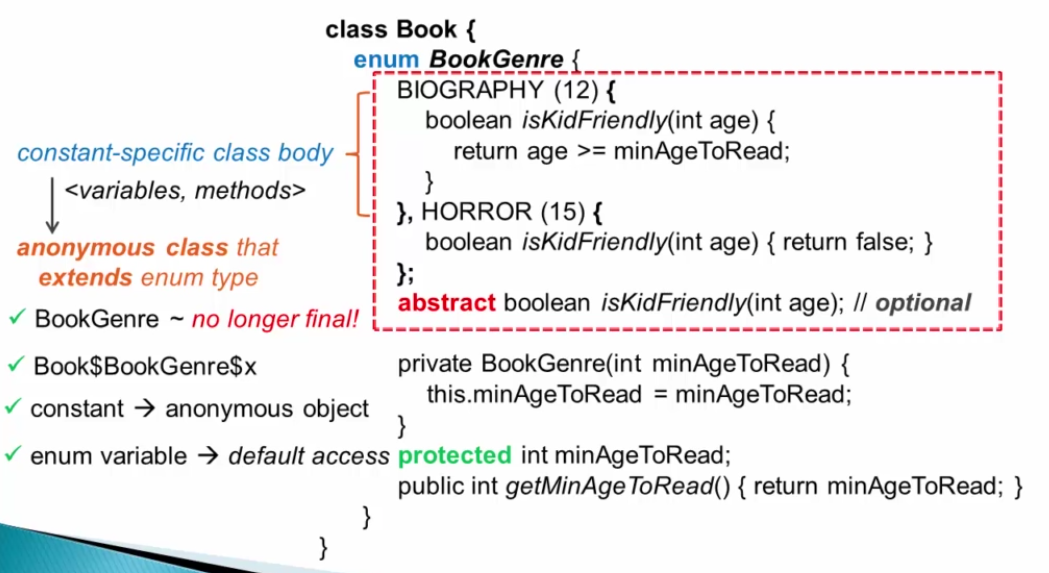 class Book {
enum BookGenre {
BIOGRAPHY (12) {
boolean isKidFriendly(int age) {
return age >= minAgeToRead;
}
}, HORROR (15) {
boolean isKidFriendly(int age) { return false; }
};
abstract boolean isKidFriendly(int age); // optional
private BookGenre(int minAgeToRead) {
this.minAgeToRead = minAgeToRead;
}
protected int minAgeToRead;
public int getMinAgeToRead() { return minAgeToRead; }
}
}
constant-specific class body
<variables, methods>
anonymous class that
extends enum type
✓ BookGenre ~ no longer final!
✓ Book$BookGenre$x
✓ constant → anonymous object
✓ enum variable → default access